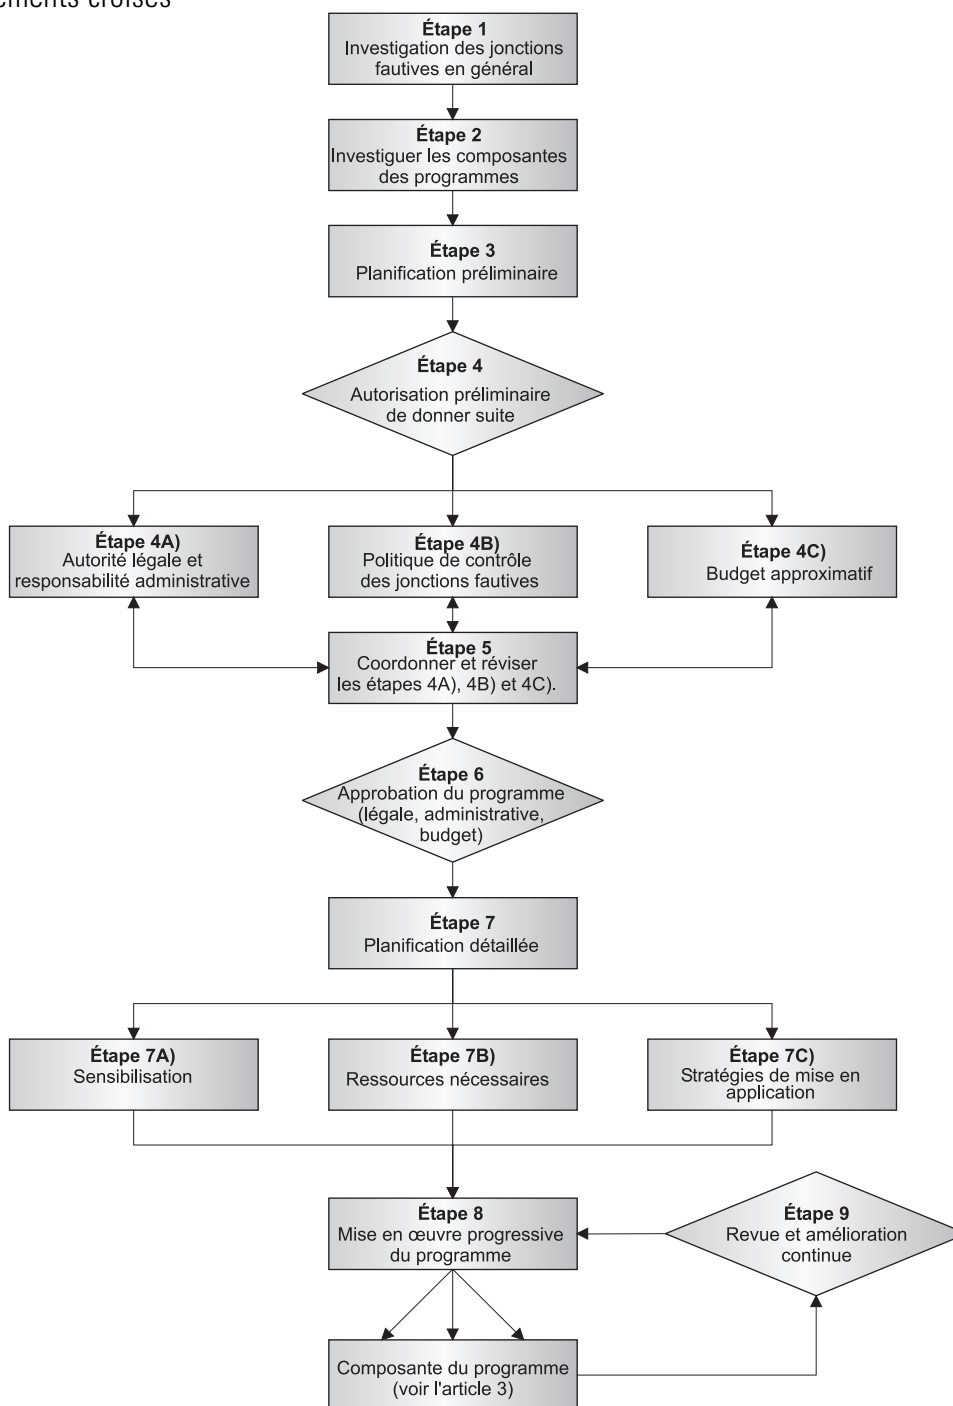 ements croisés
Étape 1
Investigation des jonctions
fautives en général
Étape 2
Investiguer les composantes
des programmes
Étape 3
Planification préliminaire
Étape 4
Autorisation préliminaire
de donner suite
Étape 4A)
Autorité légale et
responsabilité administrative
Étape 4B)
Politique de contrôle
des jonctions fautives
Étape 4C)
Budget approximatif
Étape 5
Coordonner et réviser
les étapes 4A), 4B) et 4C).
Étape 6
Approbation du programme
(légale, administrative,
budget)
Étape 7
Planification détaillée
Étape 7A)
Sensibilisation
Étape 7B)
Ressources nécessaires
Étape 7C)
Stratégies de mise en
application
Étape 8
Mise en œuvre progressive
du programme
Étape 9
Revue et amélioration
continue
Composante du programme
(voir l'article 3)